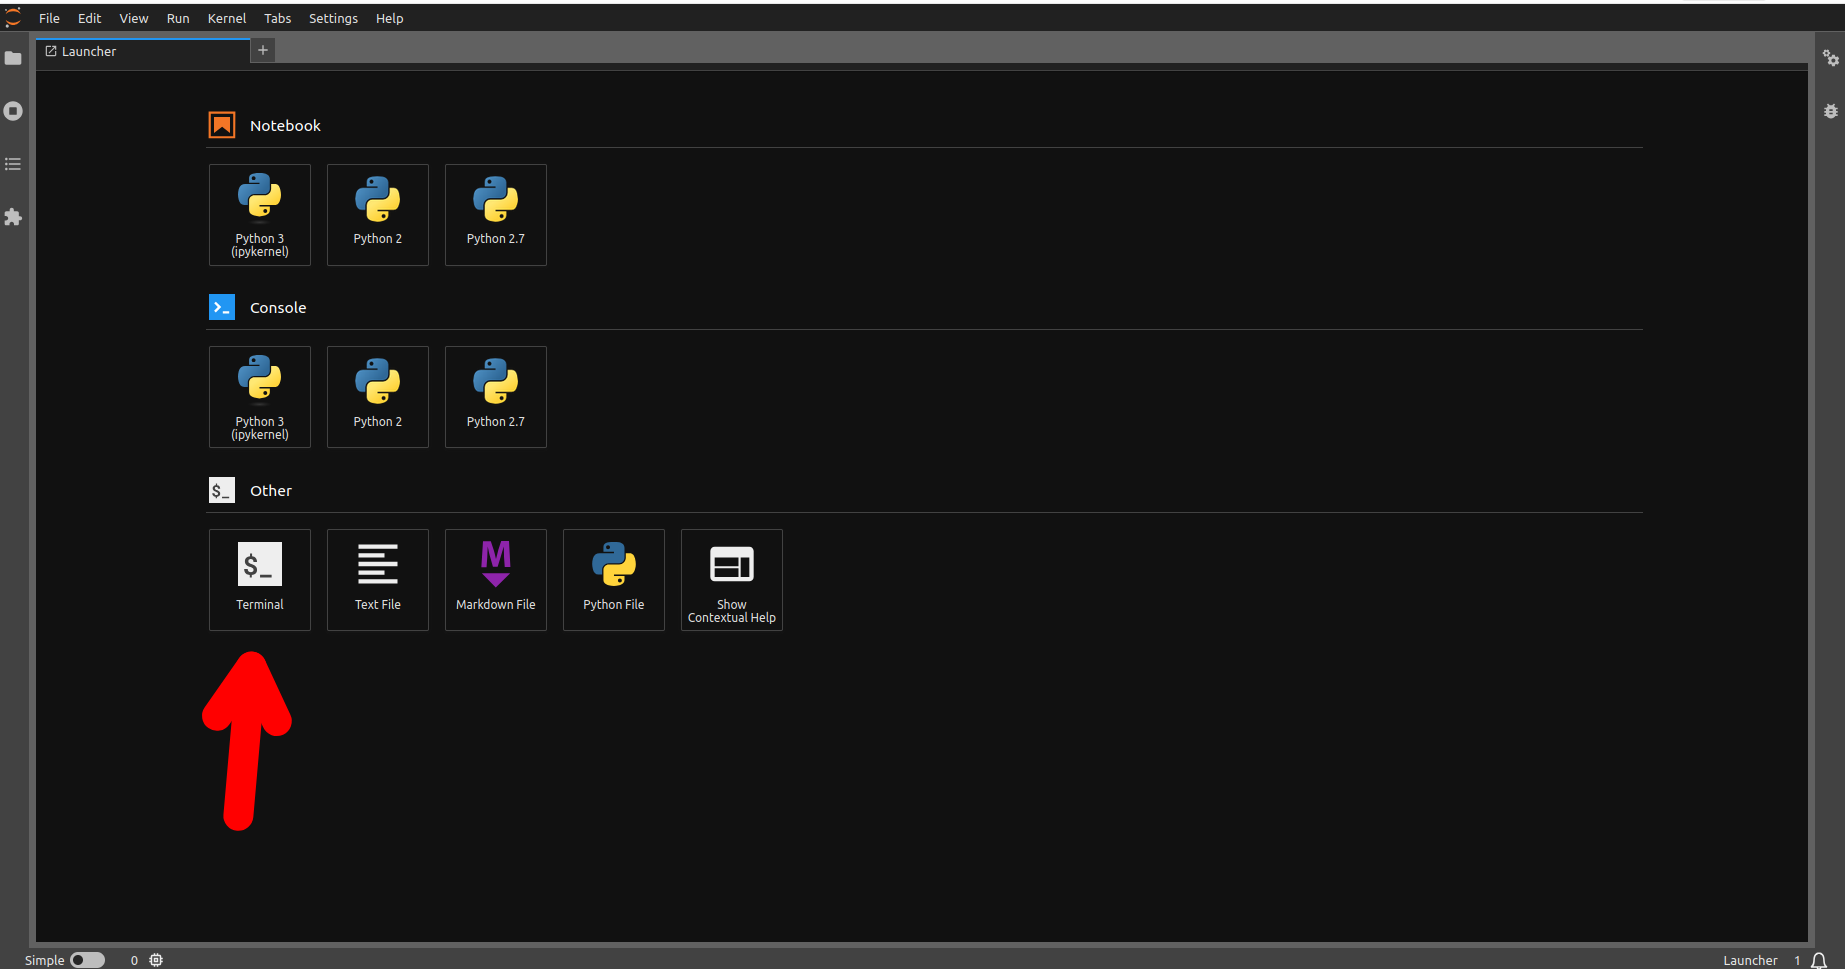 File Edit View Run Kernel Tabs Settings Help
Launcher
Notebook
Python 3
(ipykernel)
Python 2
Python 2.7
Console
Python 3
(ipykernel)
Python 2
Python 2.7
$_ Other
$_
Terminal
Text File
M
Markdown File
Python File
Show
Contextual Help
Simple 0 Launcher 1